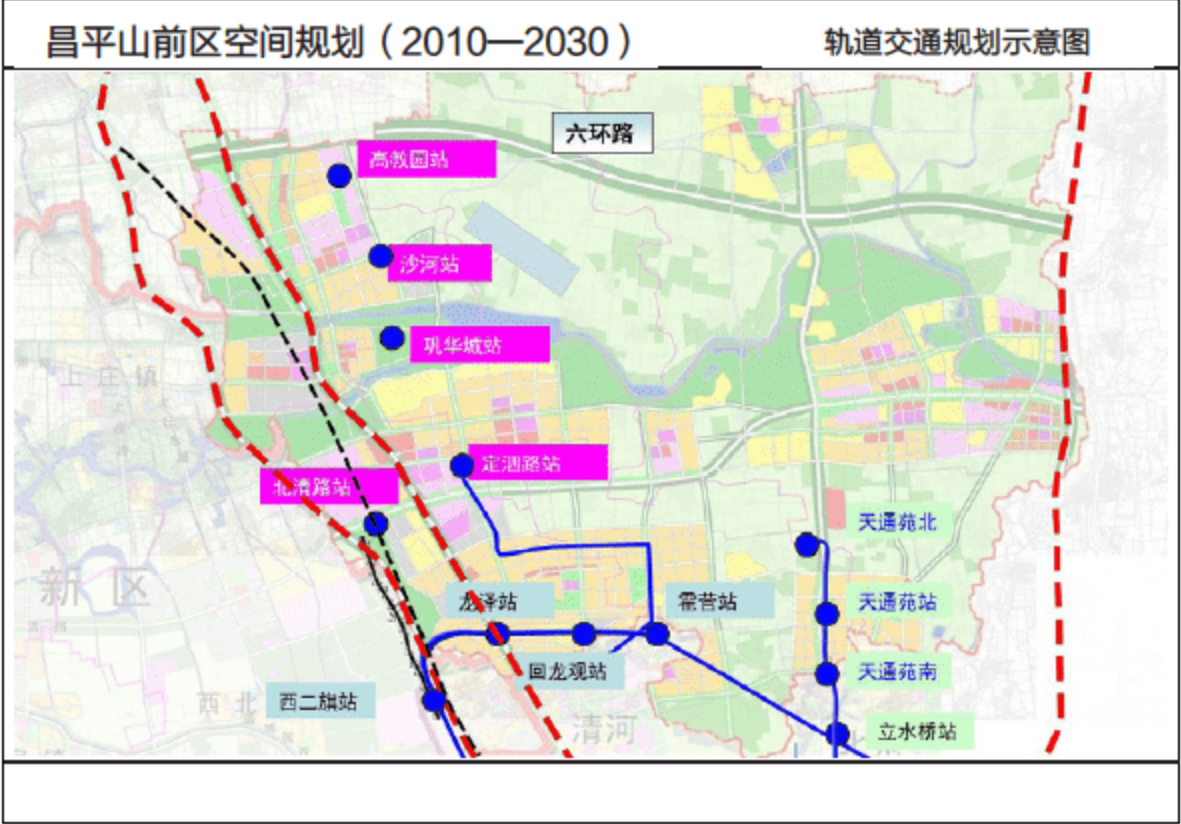 昌平山前区空间规划（2010—2030）
轨道交通规划示意图
六环路
高教园站
沙河站
巩华城站
上庄镇
定泗路站
北清路站
天通苑北
新区
龙泽站
霍营站
天通苑站
回龙观站
天通苑南
西二旗站
西北
清河
立水桥站